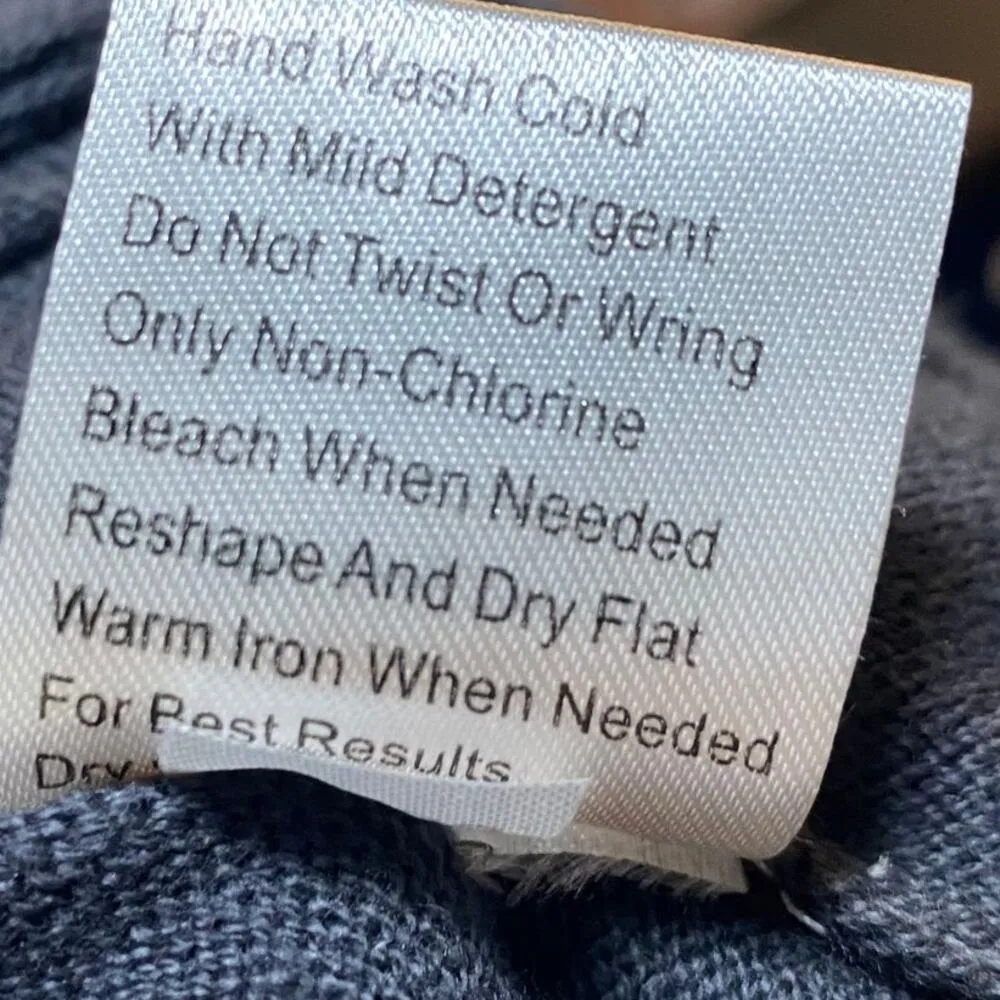 Hand Wash Cold
With Mild Detergent
Do Not Twist Or Wring
Only Non-Chlorine
Bleach When Needed
Reshape And Dry Flat
Warm Iron When Needed
For Best Results
Dry